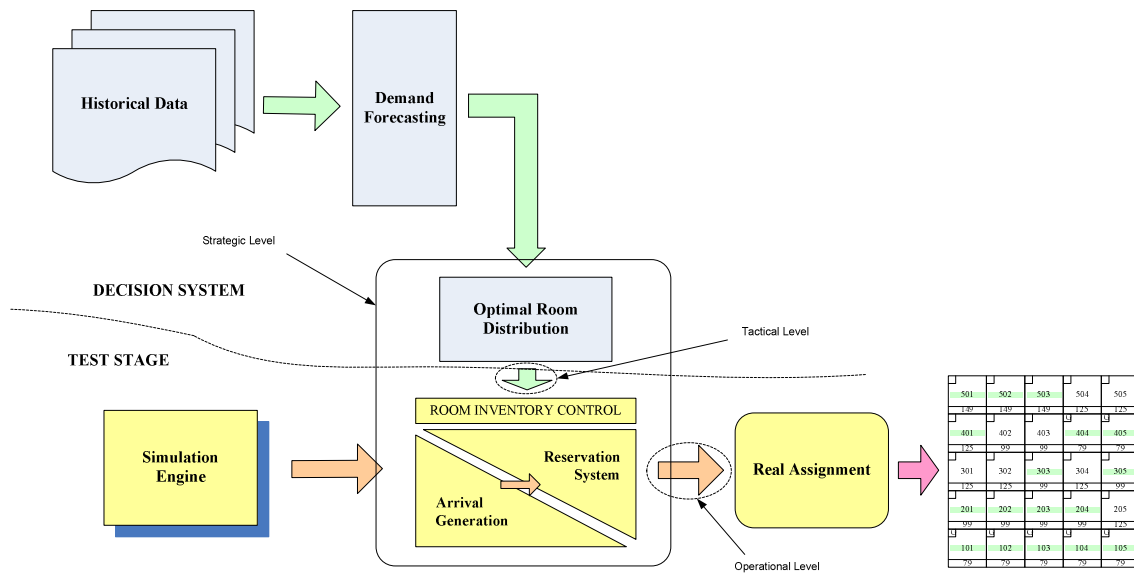 Historical Data
Demand
Forecasting
Strategic Level
DECISION SYSTEM
Optimal Room
Distribution
Tactical Level
TEST STAGE
ROOM INVENTORY CONTROL
Simulation
Engine
Reservation
System
Arrival
Generation
Real Assignment
Operational Level
501 502 503 504 505
149 149 149 125 125
401 402 403 404 405
125 99 99 79 79
301 302 303 304 305
125 125 99 125 99
201 202 203 204 205
99 99 99 99 125
101 102 103 104 105
79 79 79 79 79